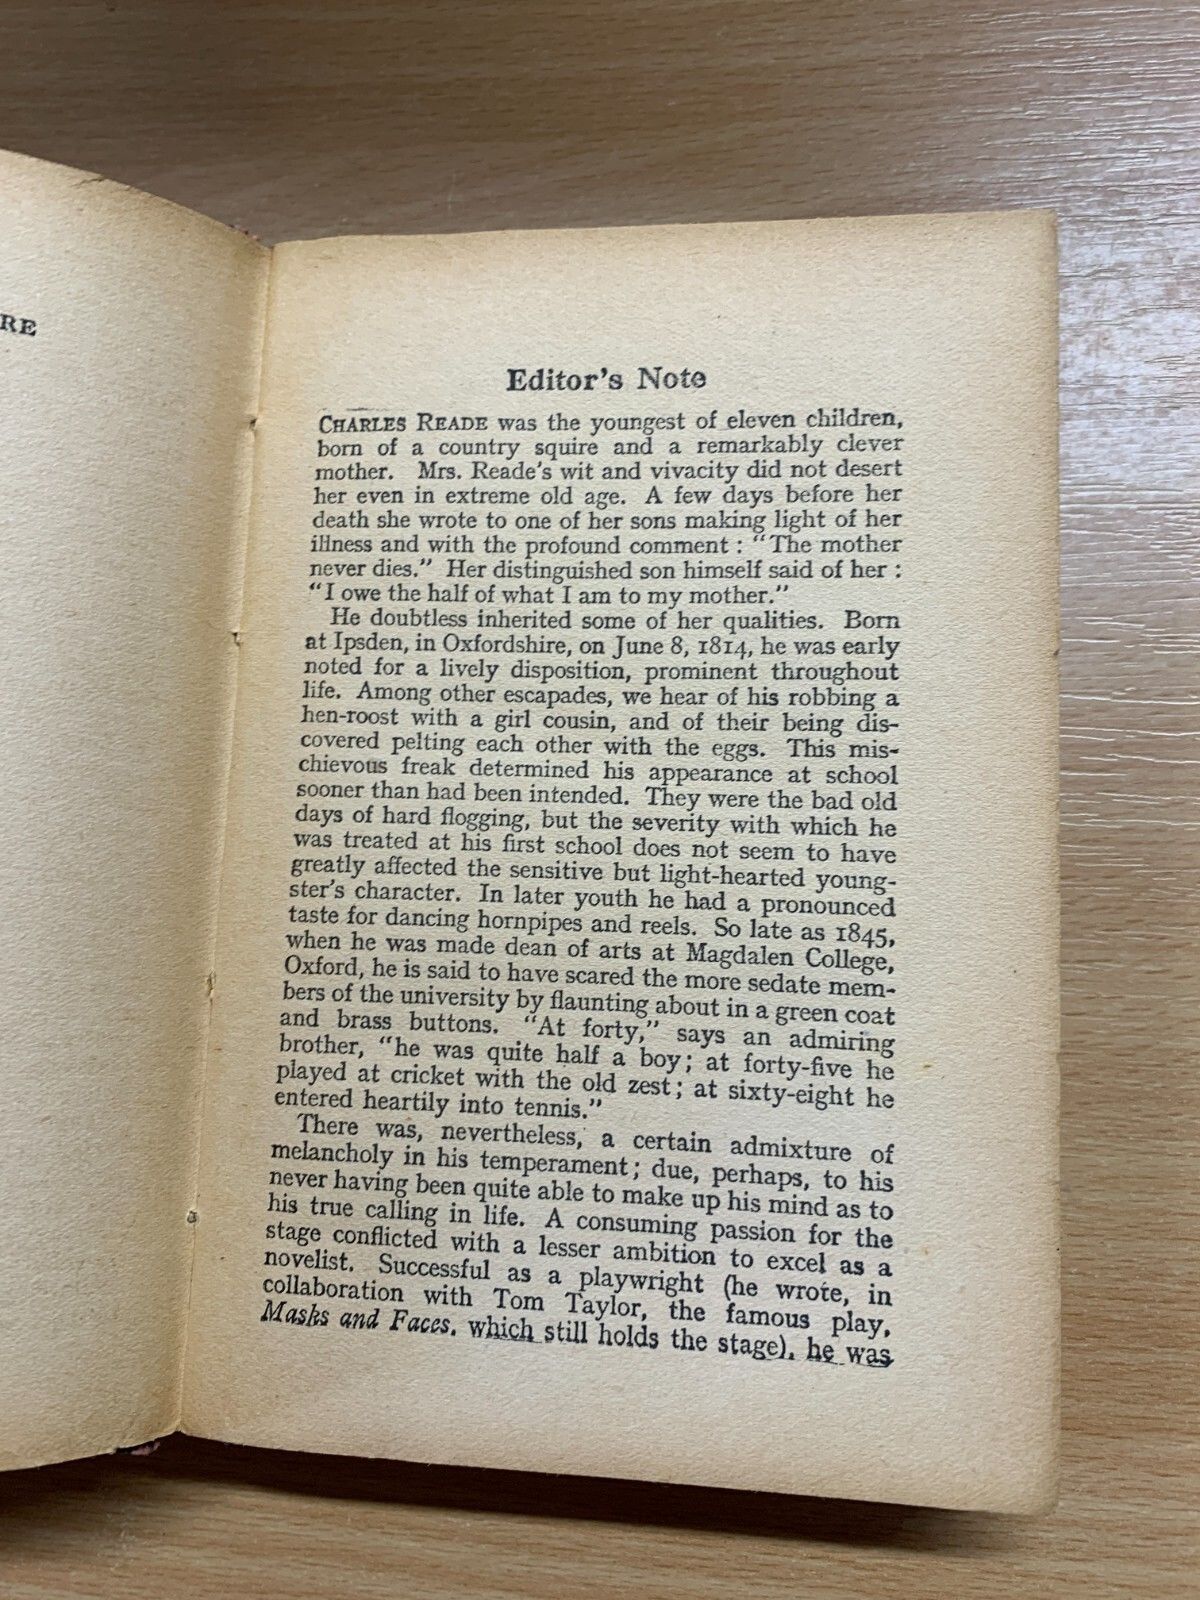 RE
Editor's Note
CHARLES READE was the youngest of eleven children,
born of a country squire and a remarkably clever
mother. Mrs. Reade's wit and vivacity did not desert
her even in extreme old age. A few days before her
death she wrote to one of her sons making light of her
illness and with the profound comment : "The mother
never dies." Her distinguished son himself said of her :
"I owe the half of what I am to my mother."
He doubtless inherited some of her qualities. Born
at Ipsden, in Oxfordshire, on June 8, 1814, he was early
noted for a lively disposition, prominent throughout
life. Among other escapades, we hear of his robbing a
hen-roost with a girl cousin, and of their being dis-
covered pelting each other with the eggs. This mis-
chievous freak determined his appearance at school
sooner than had been intended. They were the bad old
days of hard flogging, but the severity with which he
was treated at his first school does not seem to have
greatly affected the sensitive but light-hearted young-
ster's character. In later youth he had a pronounced
taste for dancing hornpipes and reels. So late as 1845,
when he was made dean of arts at Magdalen College,
Oxford, he is said to have scared the more sedate mem-
bers of the university by flaunting about in a green coat
and brass buttons. "At forty," says an admiring
brother, "he was quite half a boy; at forty-five he
played at cricket with the old zest; at sixty-eight he
entered heartily into tennis."
There was, nevertheless, a certain admixture of
melancholy in his temperament; due, perhaps, to his
never having been quite able to make up his mind as to
his true calling in life. A consuming passion for the
stage conflicted with a lesser ambition to excel as a
novelist. Successful as a playwright (he wrote, in
collaboration with Tom Taylor, the famous play,
Masks and Faces, which still holds the stage), he was